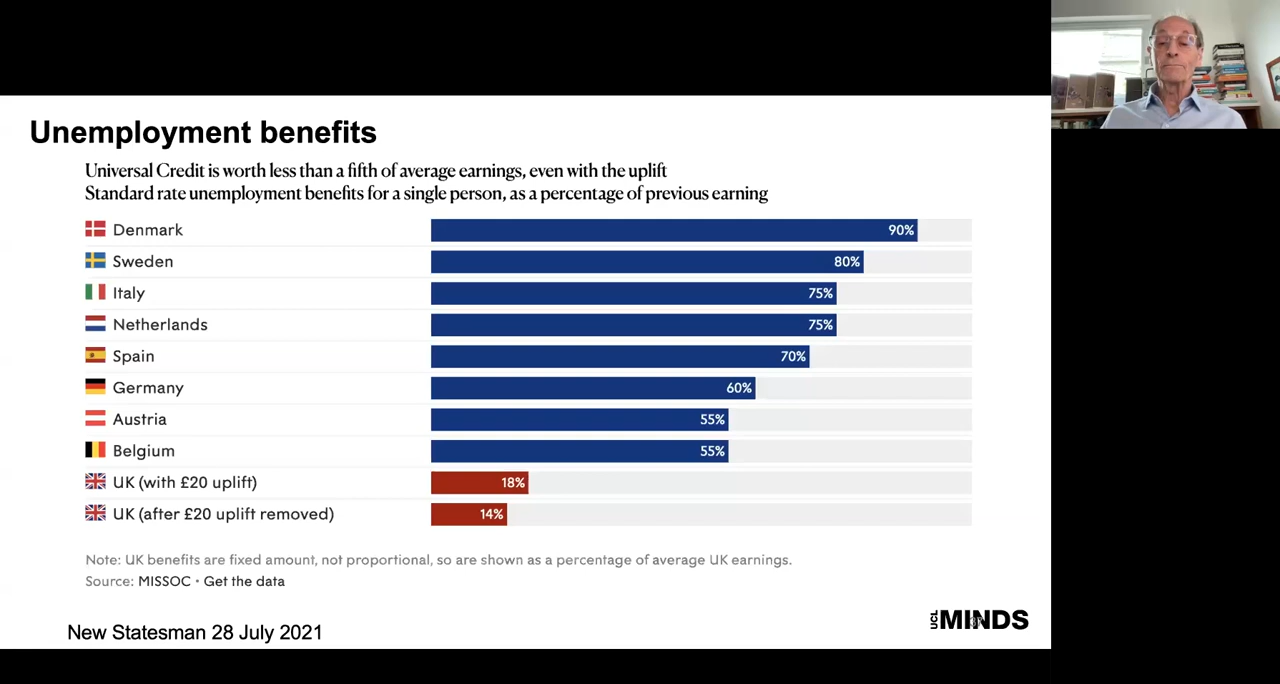 Unemployment benefits
Universal Credit is worth less than a fifth of average earnings, even with the uplift
Standard rate unemployment benefits for a single person, as a percentage of previous earning
Denmark 90%
Sweden 80%
Italy 75%
Netherlands 75%
Spain 70%
Germany 60%
Austria 55%
Belgium 55%
UK (with £20 uplift) 18%
UK (after £20 uplift removed) 14%
Note: UK benefits are fixed amount, not proportional, so are shown as a percentage of average UK earnings.
Source: MISSOC • Get the data
New Statesman 28 July 2021
UCL MINDS